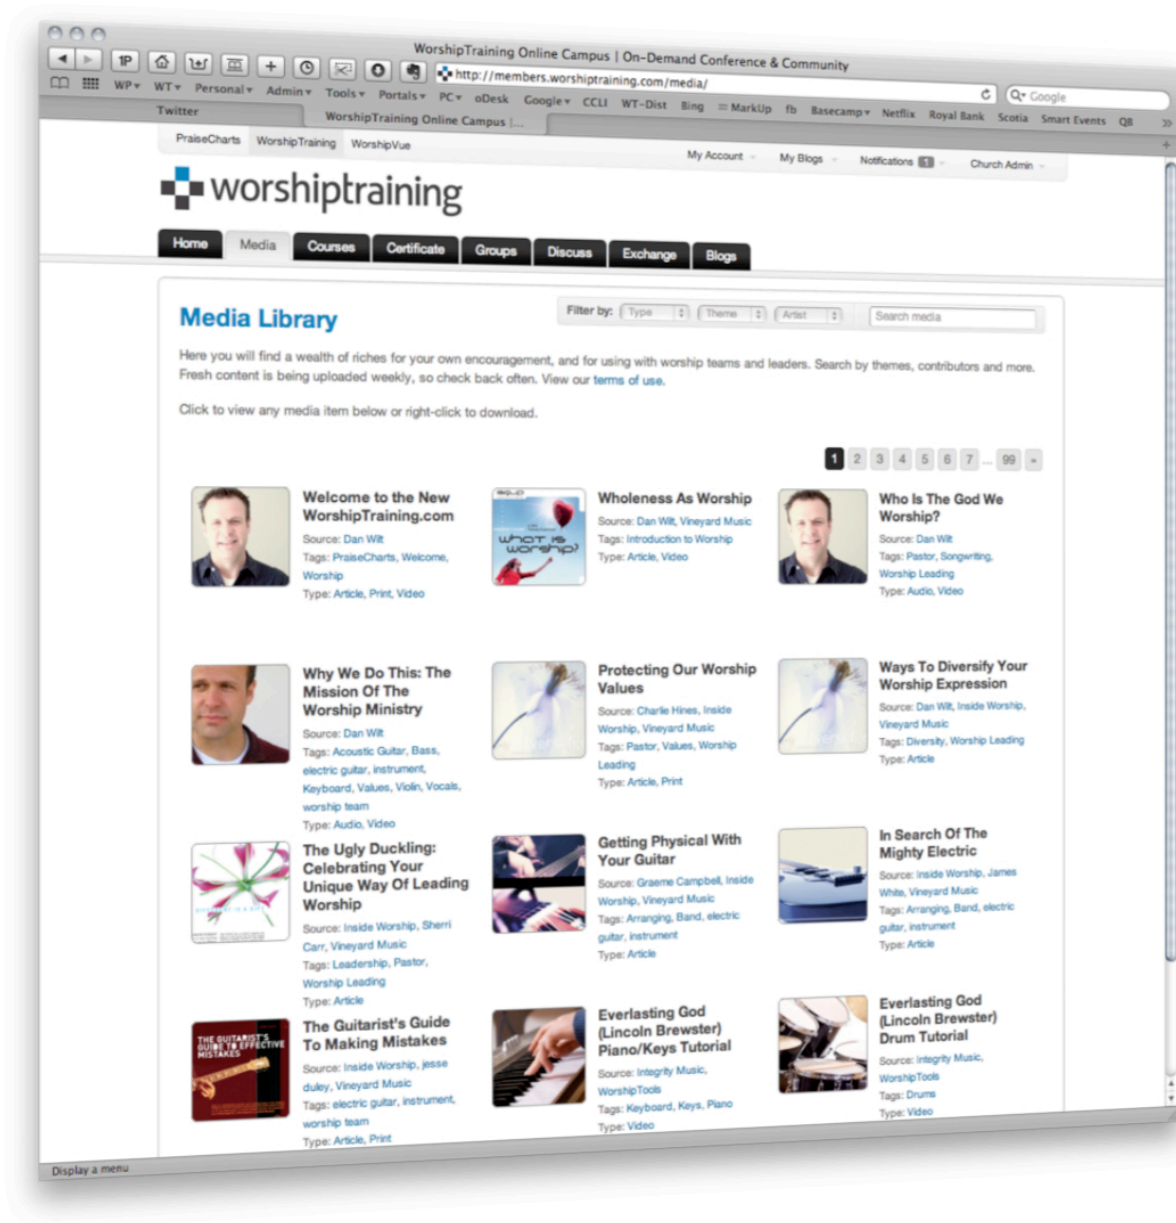 WorshipTraining Online Campus | On-Demand Conference & Community
1P
http://members.worshiptraining.com/media/
Google
WP WT Personal Admin Tools Portals PC oDesk Google CCLI WT-Dist Bing MarkUp fb Basecamp Netflix Royal Bank Scotia Smart Events QB
Twitter
WorshipTraining Online Campus |...
PraiseCharts WorshipTraining WorshipVue
My Account My Blogs Notifications 1 Church Admin
worshiptraining
Home Media Courses Certificate Groups Discuss Exchange Blogs
Media Library
Filter by: Type Theme Artist Search media
Here you will find a wealth of riches for your own encouragement, and for using with worship teams and leaders. Search by themes, contributors and more.
Fresh content is being uploaded weekly, so check back often. View our terms of use.
Click to view any media item below or right-click to download.
1 2 3 4 5 6 7 ... 99 »
Welcome to the New
WorshipTraining.com
Source: Dan Wilt
Tags: PraiseCharts, Welcome,
Worship
Type: Article, Print, Video
what is
worship?
Wholeness As Worship
Source: Dan Wilt, Vineyard Music
Tags: Introduction to Worship
Type: Article, Video
Who Is The God We
Worship?
Source: Dan Wilt
Tags: Pastor, Songwriting,
Worship Leading
Type: Audio, Video
Why We Do This: The
Mission Of The
Worship Ministry
Source: Dan Wilt
Tags: Acoustic Guitar, Bass,
electric guitar, instrument,
Keyboard, Values, Violin, Vocals,
worship team
Type: Audio, Video
Protecting Our Worship
Values
Source: Charlie Hines, Inside
Worship, Vineyard Music
Tags: Pastor, Values, Worship
Leading
Type: Article, Print
Ways To Diversify Your
Worship Expression
Source: Dan Wilt, Inside Worship,
Vineyard Music
Tags: Diversity, Worship Leading
Type: Article
The Ugly Duckling:
Celebrating Your
Unique Way Of Leading
Worship
Source: Inside Worship, Sherri
Carr, Vineyard Music
Tags: Leadership, Pastor,
Worship Leading
Type: Article
Getting Physical With
Your Guitar
Source: Graeme Campbell, Inside
Worship, Vineyard Music
Tags: Arranging, Band, electric
guitar, instrument
Type: Article
In Search Of The
Mighty Electric
Source: Inside Worship, James
White, Vineyard Music
Tags: Arranging, Band, electric
guitar, instrument
Type: Article
THE GUITARIST'S
GUIDE TO EFFECTIVE
MISTAKES
The Guitarist's Guide
To Making Mistakes
Source: Inside Worship, jesse
duley, Vineyard Music
Tags: electric guitar, instrument,
worship team
Type: Article, Print
Everlasting God
(Lincoln Brewster)
Piano/Keys Tutorial
Source: Integrity Music,
WorshipTools
Tags: Keyboard, Keys, Piano
Type: Video
Everlasting God
(Lincoln Brewster)
Drum Tutorial
Source: Integrity Music,
WorshipTools
Tags: Drums
Type: Video
Display a menu